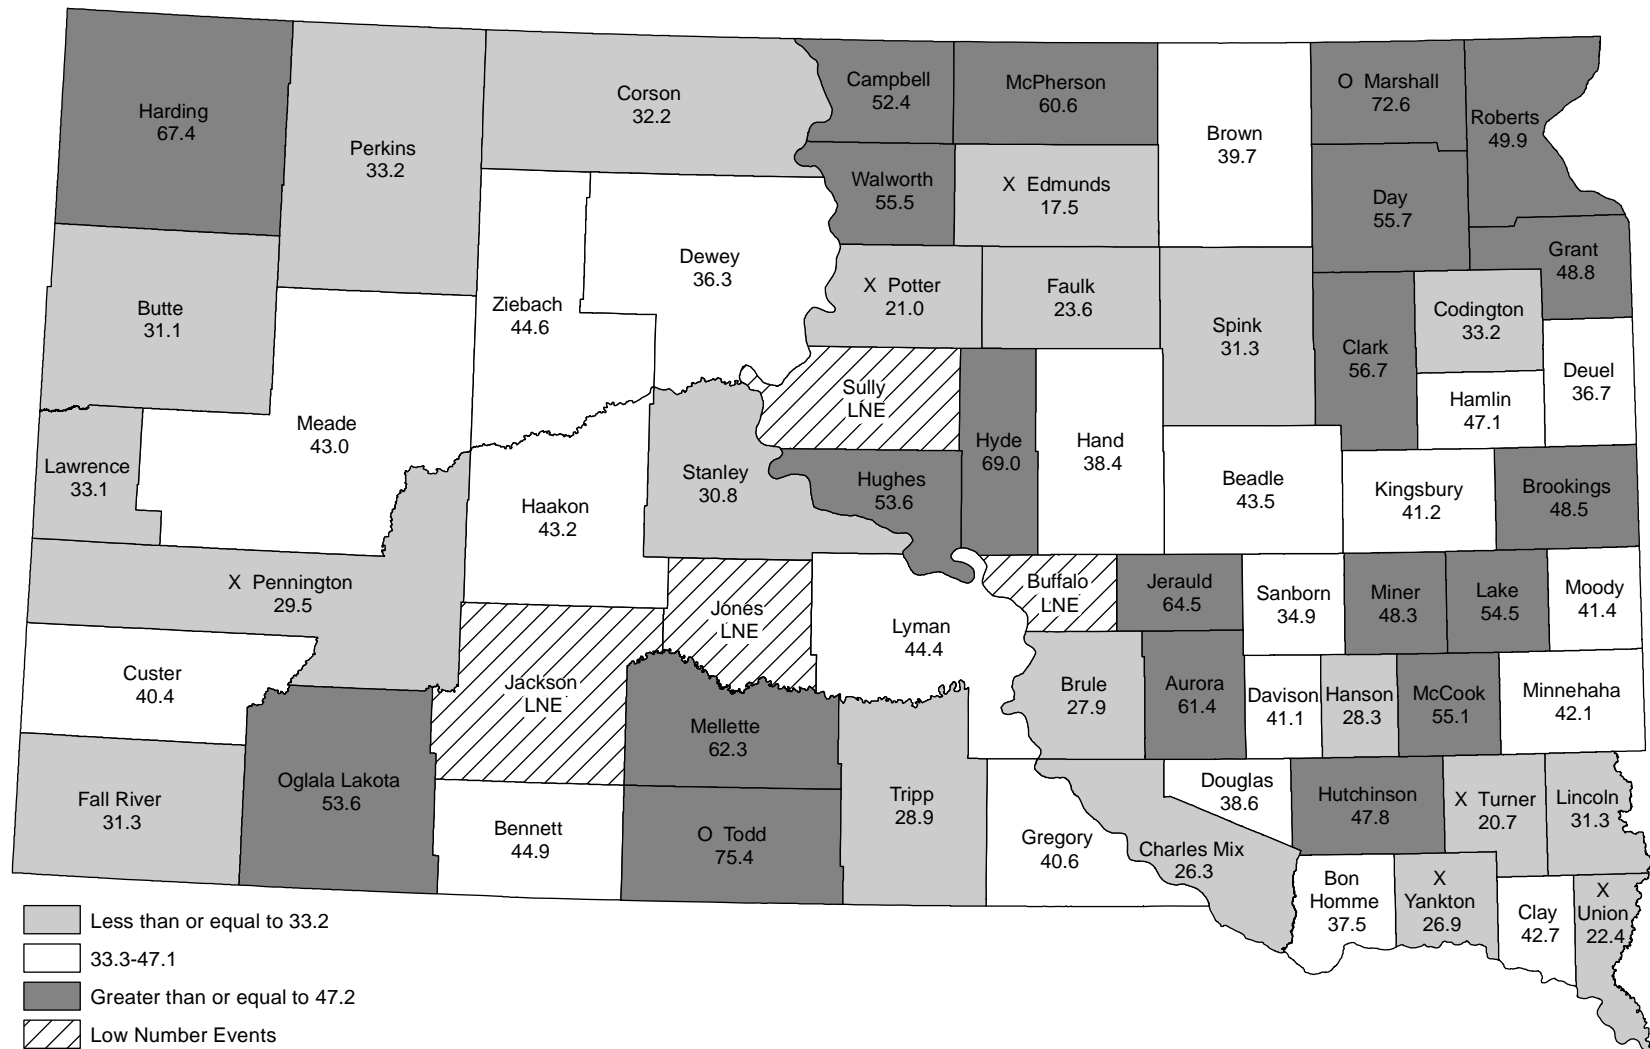 Harding
67.4
Perkins
33.2
Corson
32.2
Campbell
52.4
McPherson
60.6
Brown
39.7
O Marshall
72.6
Roberts
49.9
Walworth
55.5
X Edmunds
17.5
Day
55.7
Grant
48.8
Butte
31.1
Ziebach
44.6
Dewey
36.3
X Potter
21.0
Faulk
23.6
Spink
31.3
Clark
56.7
Codington
33.2
Deuel
36.7
Hamlin
47.1
Lawrence
33.1
Meade
43.0
Haakon
43.2
Stanley
30.8
Sully
LNE
Hughes
53.6
Hyde
69.0
Hand
38.4
Beadle
43.5
Kingsbury
41.2
Brookings
48.5
X Pennington
29.5
Jones
LNE
Lyman
44.4
Buffalo
LNE
Jerauld
64.5
Sanborn
34.9
Miner
48.3
Lake
54.5
Moody
41.4
Custer
40.4
Jackson
LNE
Mellette
62.3
Brule
27.9
Aurora
61.4
Davison
41.1
Hanson
28.3
McCook
55.1
Minnehaha
42.1
Fall River
31.3
Oglala Lakota
53.6
Bennett
44.9
O Todd
75.4
Tripp
28.9
Gregory
40.6
Charles Mix
26.3
Douglas
38.6
Hutchinson
47.8
X Turner
20.7
Lincoln
31.3
Bon
Homme
37.5
X
Yankton
26.9
Clay
42.7
X
Union
22.4
Less than or equal to 33.2
33.3-47.1
Greater than or equal to 47.2
Low Number Events